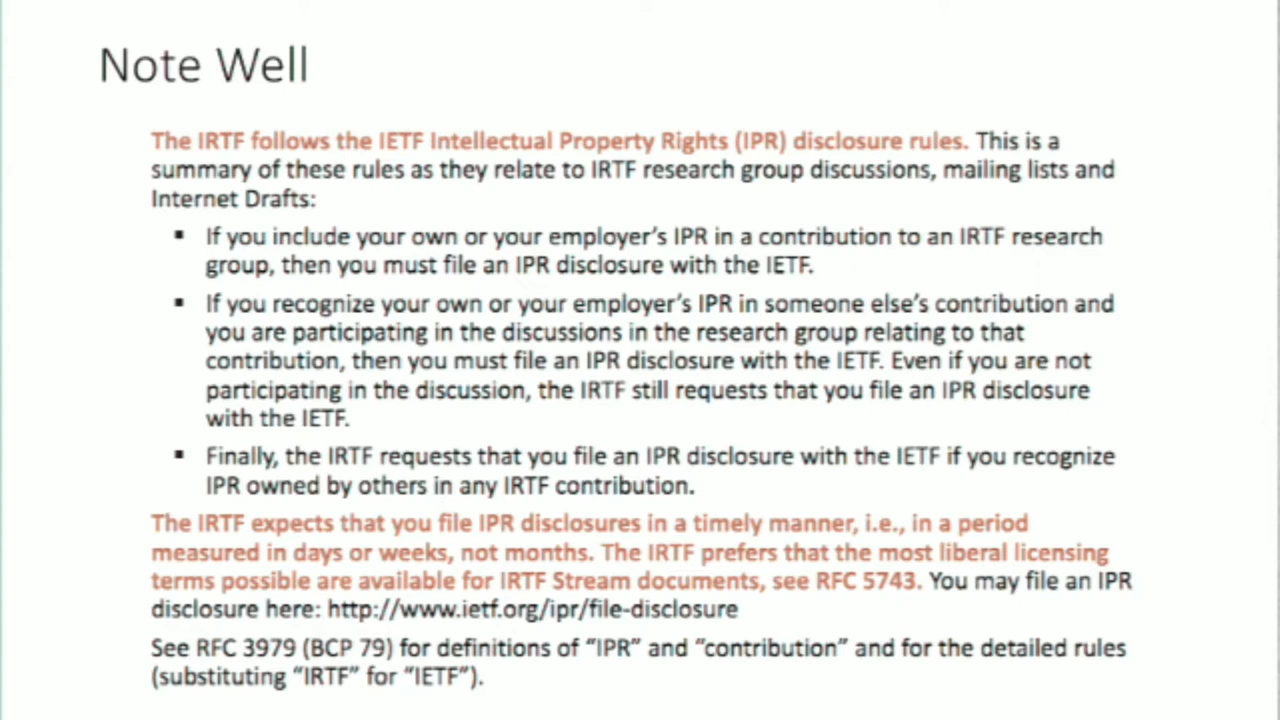 Note Well
The IRTF follows the IETF Intellectual Property Rights (IPR) disclosure rules. This is a
summary of these rules as they relate to IRTF research group discussions, mailing lists and
Internet Drafts:
▪ If you include your own or your employer’s IPR in a contribution to an IRTF research
group, then you must file an IPR disclosure with the IETF.
▪ If you recognize your own or your employer’s IPR in someone else’s contribution and
you are participating in the discussions in the research group relating to that
contribution, then you must file an IPR disclosure with the IETF. Even if you are not
participating in the discussion, the IRTF still requests that you file an IPR disclosure
with the IETF.
▪ Finally, the IRTF requests that you file an IPR disclosure with the IETF if you recognize
IPR owned by others in any IRTF contribution.
The IRTF expects that you file IPR disclosures in a timely manner, i.e., in a period
measured in days or weeks, not months. The IRTF prefers that the most liberal licensing
terms possible are available for IRTF Stream documents, see RFC 5743. You may file an IPR
disclosure here: http://www.ietf.org/ipr/file-disclosure
See RFC 3979 (BCP 79) for definitions of “IPR” and “contribution” and for the detailed rules
(substituting “IRTF” for “IETF”).